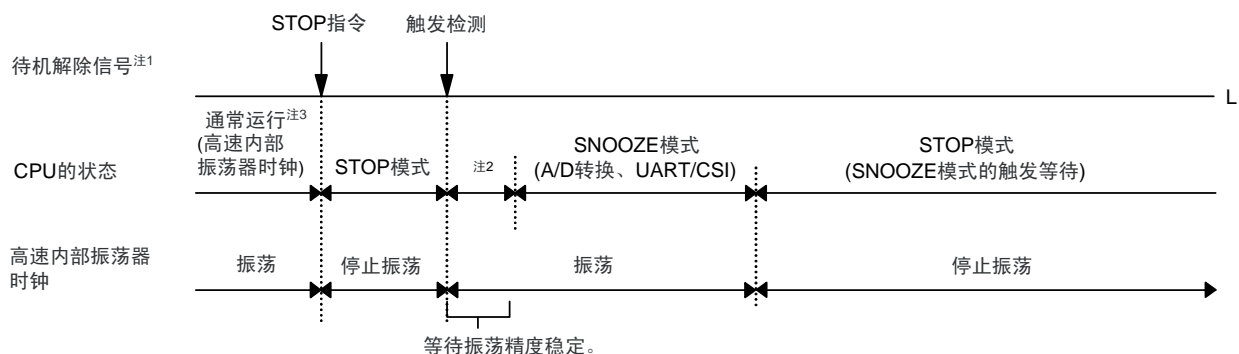 STOP指令
触发检测
待机解除信号注1
L
通常运行注3
(高速内部
振荡器时钟)
CPU的状态
STOP模式
注2
SNOOZE模式
(A/D转换、UART/CSI)
STOP模式
(SNOOZE模式的触发等待)
高速内部振荡器
时钟
振荡
停止振荡
振荡
停止振荡
等待振荡精度稳定。